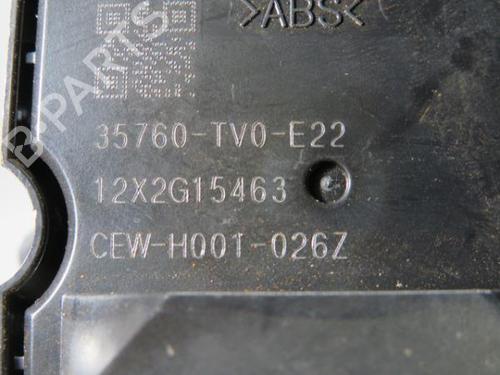 >ABS<
35760-TV0-E22
12X2G15463
CEW-H001-026Z
B-PARTS